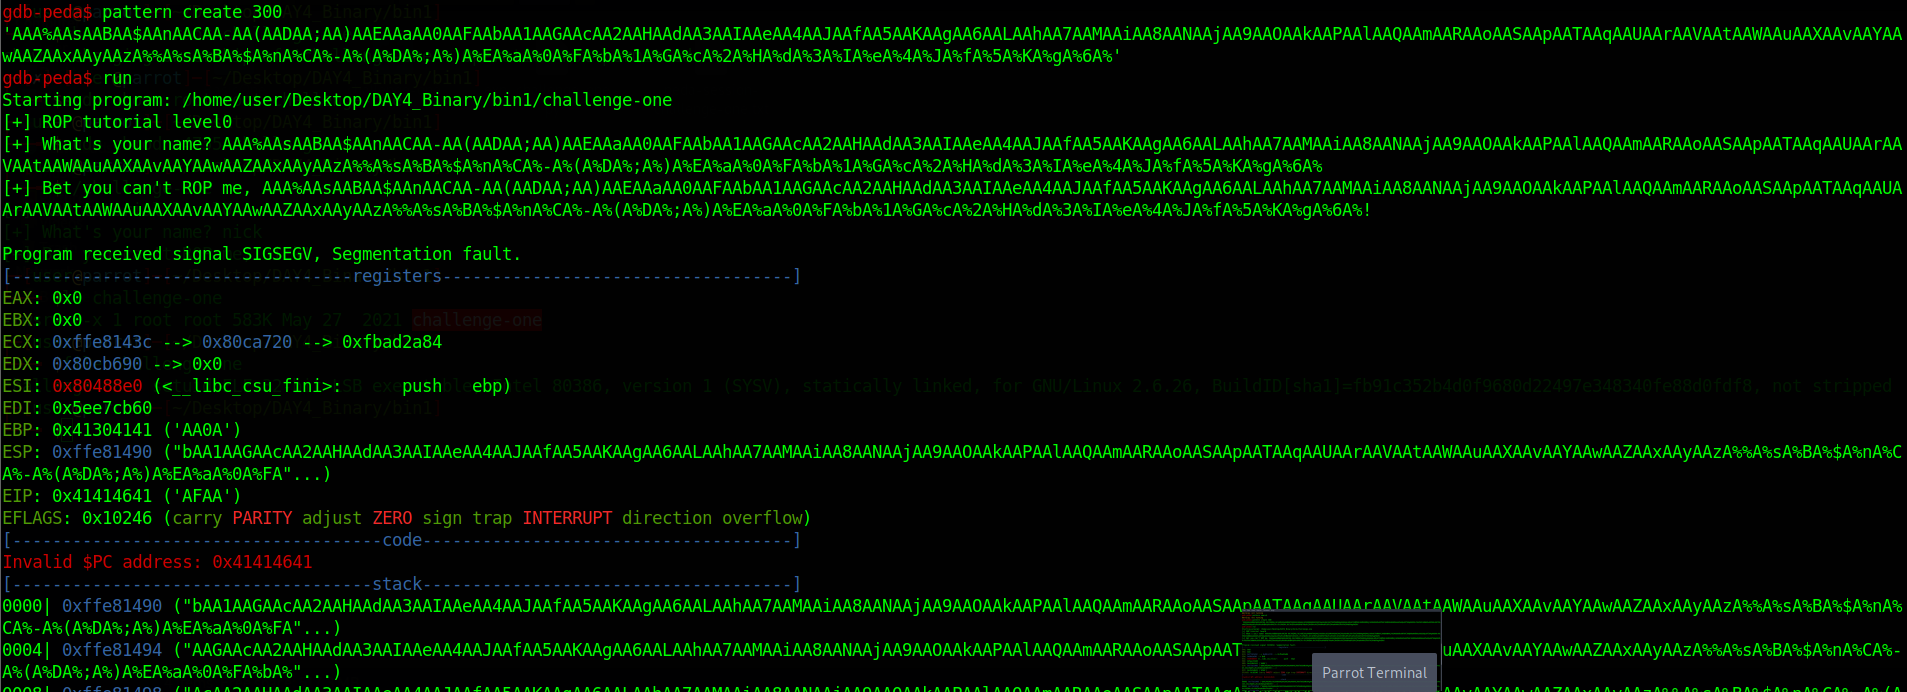 gdb-peda$ pattern create 300
'AAA%AAsAABAA$AAnAACAA-AA(AADAA;AA)AAEAAaAA0AAFAAbAA1AAGAAcAA2AAHAAdAA3AAIAAeAA4AAJAAfAA5AAKAAgAA6AALAAhAA7AAMAAiAA8AANAAjAA9AAOAAkAAPAAlAAQAAmAARAAoAASAApAATAAqAAUAArAAVAAtAAWAAuAAXAAvAAYAA
wAAZAAxAAyAAzA%%A%sA%BA%$A%nA%CA%-A%(A%DA%;A%)A%EA%aA%0A%FA%bA%1A%GA%cA%2A%HA%dA%3A%IA%eA%4A%JA%fA%5A%KA%gA%6A%'
gdb-peda$ run
Starting program: /home/user/Desktop/DAY4_Binary/bin1/challenge-one
[+] ROP tutorial level0
[+] What's your name? AAA%AAsAABAA$AAnAACAA-AA(AADAA;AA)AAEAAaAA0AAFAAbAA1AAGAAcAA2AAHAAdAA3AAIAAeAA4AAJAAfAA5AAKAAgAA6AALAAhAA7AAMAAiAA8AANAAjAA9AAOAAkAAPAAlAAQAAmAARAAoAASAApAATAAqAAUAArAA
VAAtAAWAAuAAXAAvAAYAAwAAZAAxAAyAAzA%%A%sA%BA%$A%nA%CA%-A%(A%DA%;A%)A%EA%aA%0A%FA%bA%1A%GA%cA%2A%HA%dA%3A%IA%eA%4A%JA%fA%5A%KA%gA%6A%
[+] Bet you can't ROP me, AAA%AAsAABAA$AAnAACAA-AA(AADAA;AA)AAEAAaAA0AAFAAbAA1AAGAAcAA2AAHAAdAA3AAIAAeAA4AAJAAfAA5AAKAAgAA6AALAAhAA7AAMAAiAA8AANAAjAA9AAOAAkAAPAAlAAQAAmAARAAoAASAApAATAAqAAUA
ArAAVAAtAAWAAuAAXAAvAAYAAwAAZAAxAAyAAzA%%A%sA%BA%$A%nA%CA%-A%(A%DA%;A%)A%EA%aA%0A%FA%bA%1A%GA%cA%2A%HA%dA%3A%IA%eA%4A%JA%fA%5A%KA%gA%6A%!
[+] What's your name? nick
Program received signal SIGSEGV, Segmentation fault.
[----------------------------------registers-----------------------------------]
EAX: 0x0
EBX: 0x0
ECX: 0xffe8143c --> 0x80ca720 --> 0xfbad2a84
EDX: 0x80cb690 --> 0x0
ESI: 0x80488e0 (<__libc_csu_fini>: push ebp)
EDI: 0x5ee7cb60
EBP: 0x41304141 ('AA0A')
ESP: 0xffe81490 ("bAA1AAGAAcAA2AAHAAdAA3AAIAAeAA4AAJAAfAA5AAKAAgAA6AALAAhAA7AAMAAiAA8AANAAjAA9AAOAAkAAPAAlAAQAAmAARAAoAASAApAATAAqAAUAArAAVAAtAAWAAuAAXAAvAAYAAwAAZAAxAAyAAzA%%A%sA%BA%$A%nA%C
A%-A%(A%DA%;A%)A%EA%aA%0A%FA"...)
EIP: 0x41414641 ('AFAA')
EFLAGS: 0x10246 (carry PARITY adjust ZERO sign trap INTERRUPT direction overflow)
[-------------------------------------code-------------------------------------]
Invalid $PC address: 0x41414641
[------------------------------------stack-------------------------------------]
0000| 0xffe81490 ("bAA1AAGAAcAA2AAHAAdAA3AAIAAeAA4AAJAAfAA5AAKAAgAA6AALAAhAA7AAMAAiAA8AANAAjAA9AAOAAkAAPAAlAAQAAmAARAAoAASAApAATAAqAAUAArAAVAAtAAWAAuAAXAAvAAYAAwAAZAAxAAyAAzA%%A%sA%BA%$A%nA%
CA%-A%(A%DA%;A%)A%EA%aA%0A%FA"...)
0004| 0xffe81494 ("AAGAAcAA2AAHAAdAA3AAIAAeAA4AAJAAfAA5AAKAAgAA6AALAAhAA7AAMAAiAA8AANAAjAA9AAOAAkAAPAAlAAQAAmAARAAoAASAApAAT uAAXAAvAAYAAwAAZAAxAAyAAzA%%A%sA%BA%$A%nA%CA%-
A%(A%DA%;A%)A%EA%aA%0A%FA%bA%"...)
Parrot Terminal